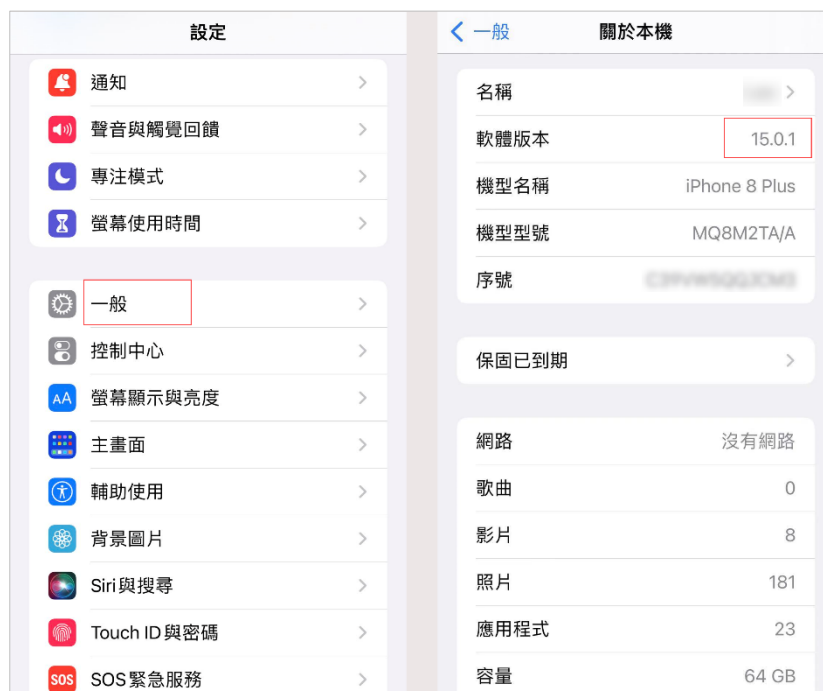 設定
通知
聲音與觸覺回饋
專注模式
螢幕使用時間
一般
控制中心
AA 螢幕顯示與亮度
主畫面
輔助使用
背景圖片
Siri與搜尋
Touch ID與密碼
SOS SOS緊急服務
一般 關於本機
名稱
軟體版本 15.0.1
機型名稱 iPhone 8 Plus
機型型號 MQ8M2TA/A
序號
保固已到期
網路 沒有網路
歌曲 0
影片 8
照片 181
應用程式 23
容量 64 GB